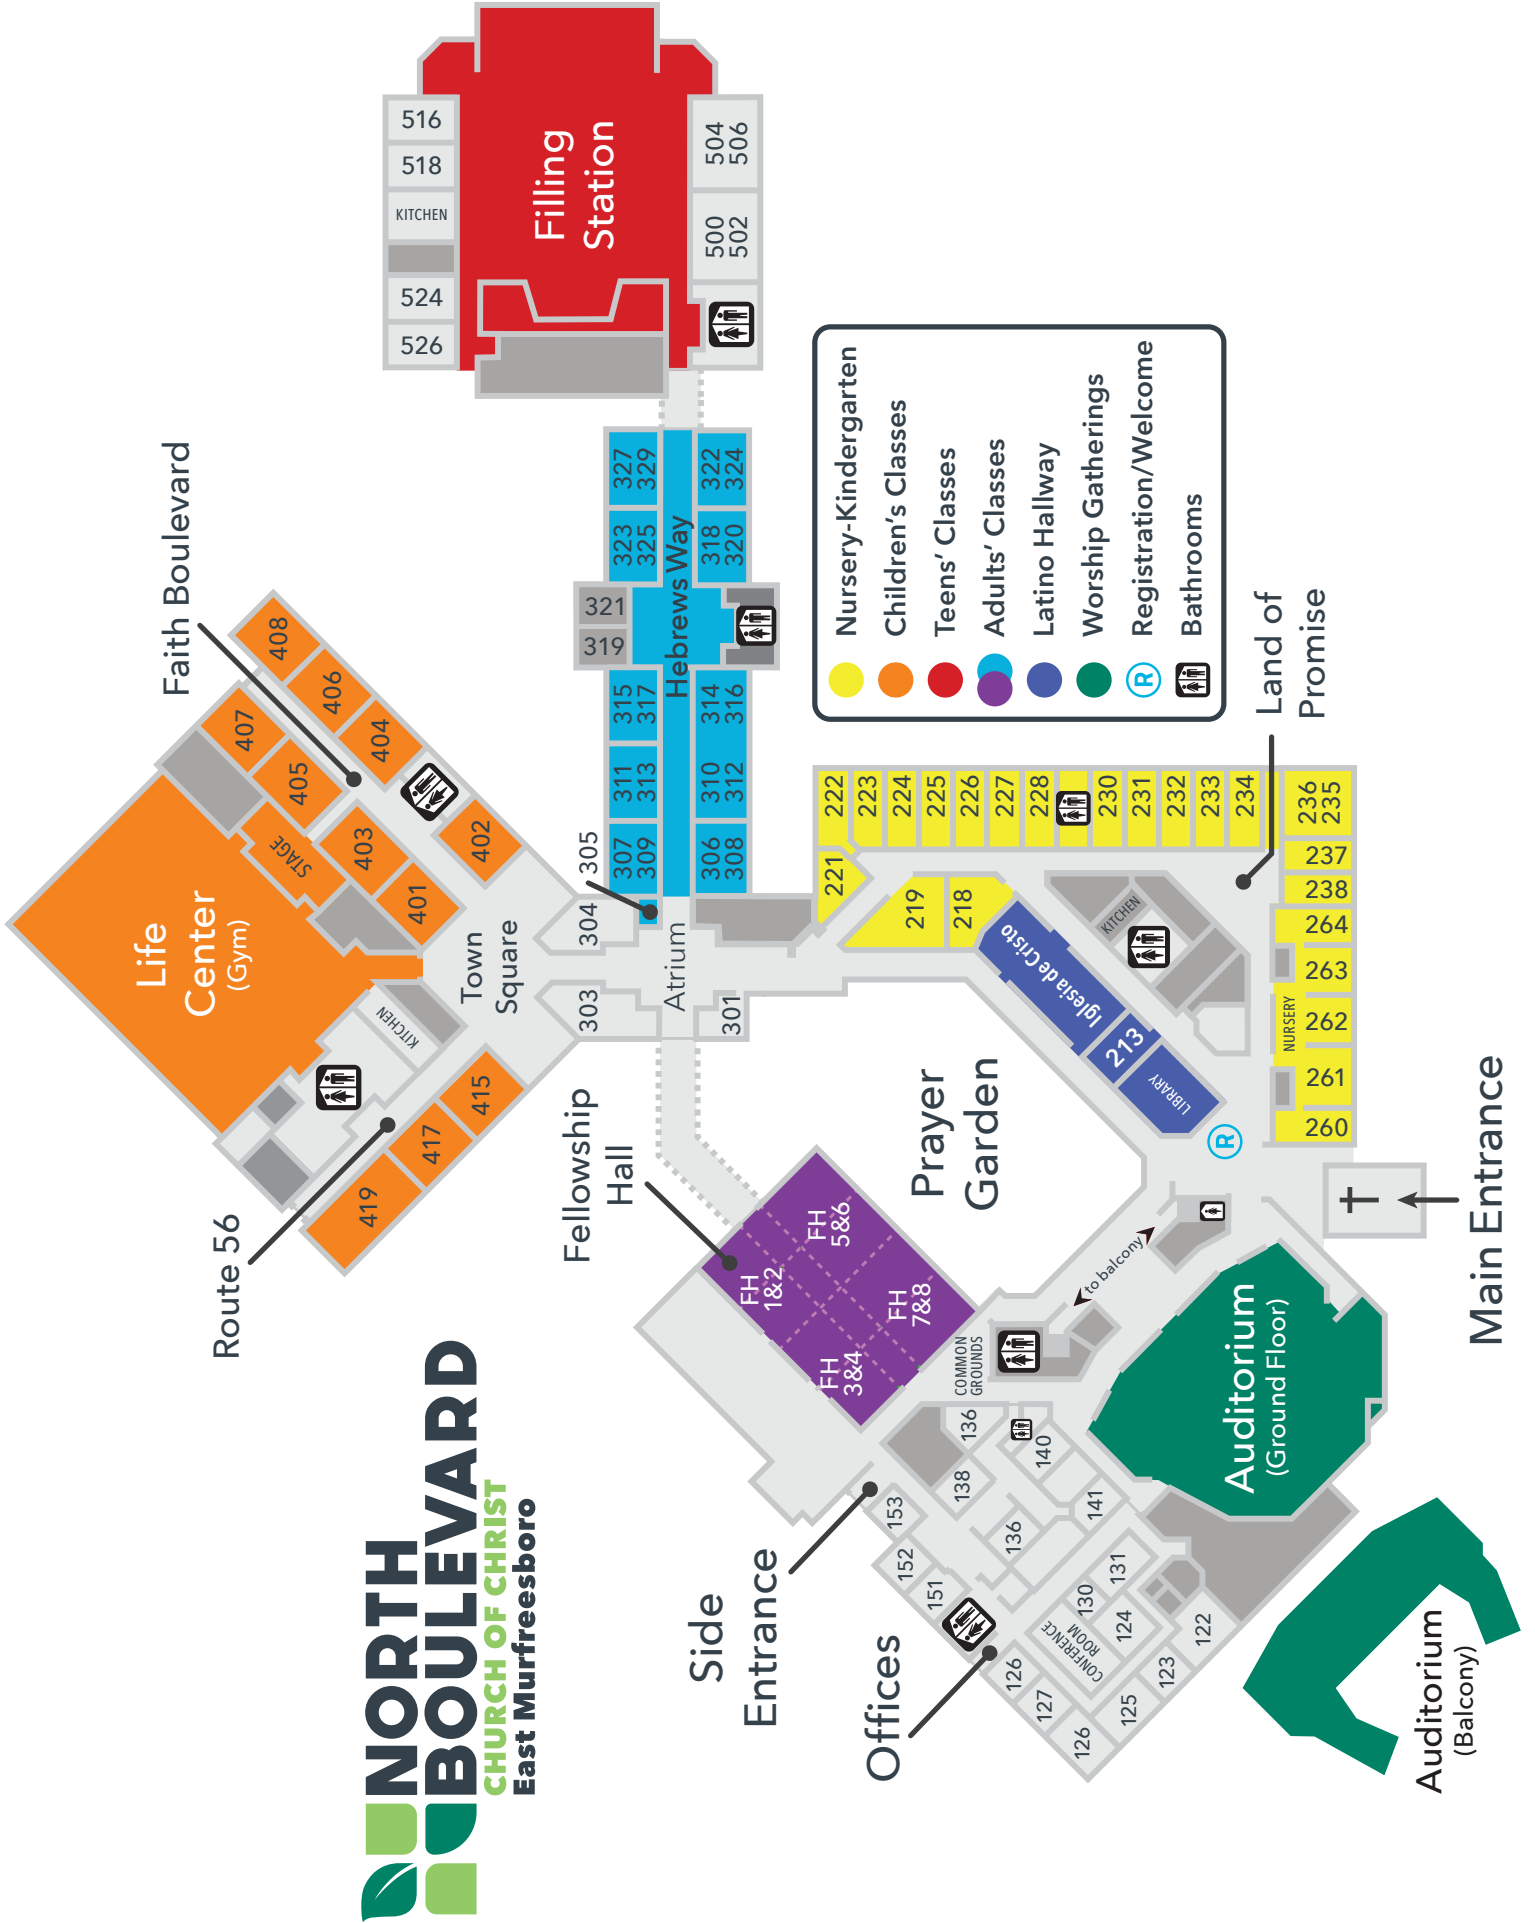 NORTH
BOULEVARD
CHURCH OF CHRIST
East Murfreesboro
Route 56
419
417
415
KITCHEN
Life
Center
(Gym)
STAGE
Town
Square
401
403
405
407
402
404
406
408
Faith Boulevard
303
304
305
301
Atrium
307
309
311
313
315
317
319
321
323
325
327
329
Hebrews Way
306
308
310
312
314
316
318
320
322
324
526
524
KITCHEN
518
516
Filling
Station
500
502
504
506
Fellowship
Hall
FH
1&2
FH
3&4
FH
5&6
FH
7&8
Prayer
Garden
COMMON
GROUNDS
to balcony
Side
Entrance
Offices
153
152
151
136
138
140
141
136
131
130
CONFERENCE
ROOM
124
126
127
126
125
123
122
Auditorium
(Ground Floor)
Auditorium
(Balcony)
Main Entrance
R
LIBRARY
213
Iglesia de Cristo
KITCHEN
218
219
221
222
223
224
225
226
227
228
230
231
232
233
234
236
235
237
238
264
263
NURSERY
262
261
260
Land of
Promise
Nursery-Kindergarten
Children's Classes
Teens' Classes
Adults' Classes
Latino Hallway
Worship Gatherings
R Registration/Welcome
Bathrooms